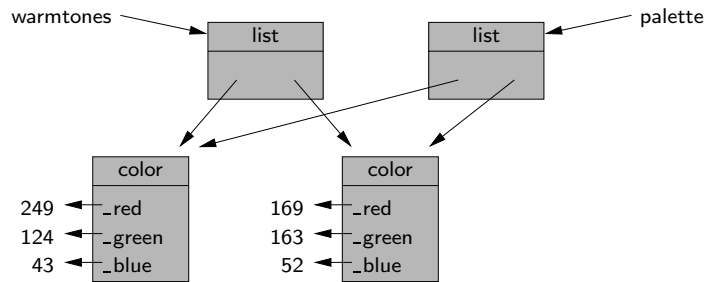 warmtones
palette
list
list
color
color
249 _red
169 _red
124 _green
163 _green
43 _blue
52 _blue